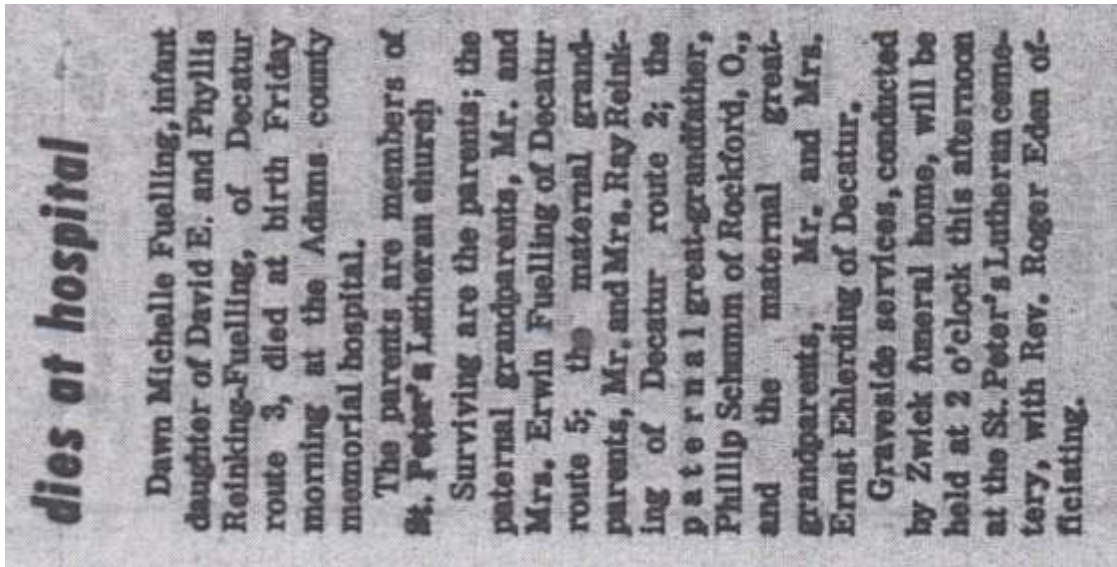 dies at hospital
Dawn Michelle Fuelling, infant
daughter of David E. and Phyllis
Reinking-Fuelling, of Decatur
route 3, died at birth Friday
morning at the Adams county
memorial hospital.
The parents are members of
St. Peter's Lutheran church
Surviving are the parents; the
paternal grandparents, Mr. and
Mrs. Erwin Fuelling of Decatur
route 5; the maternal grand-
parents, Mr. and Mrs. Ray Reink-
ing of Decatur route 2; the
paternal great-grandfather,
Phillip Schumm of Rockford, O.,
and the maternal great-
grandparents, Mr. and Mrs.
Ernst Ehlerding of Decatur.
Graveside services, conducted
by Zwick funeral home, will be
held at 2 o'clock this afternoon
at the St. Peter's Lutheran ceme-
tery, with Rev. Roger Eden of-
ficiating.